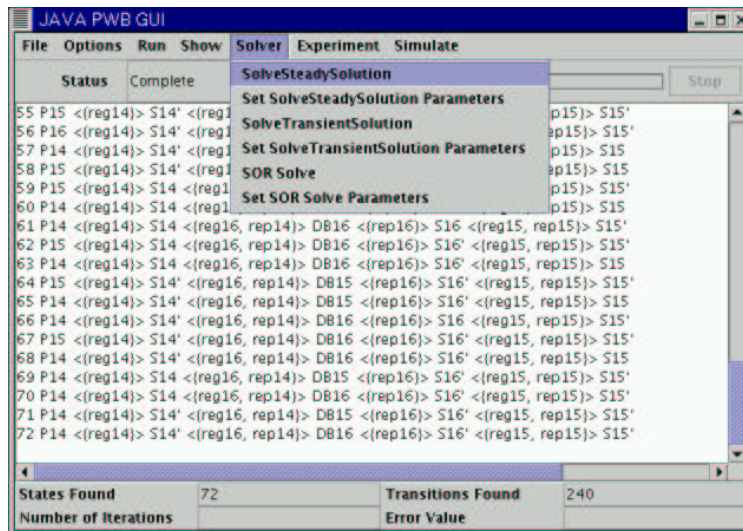 JAVA PWB GUI
File Options Run Show Solver Experiment Simulate
Status Complete Stop
SolveSteadySolution
Set SolveSteadySolution Parameters
SolveTransientSolution
Set SolveTransientSolution Parameters
SOR Solve
Set SOR Solve Parameters
55 P15 <{reg14}> S14' <{reg1 p15}> S15'
56 P16 <{reg14}> S14' <{reg1 ep15}> S15'
57 P14 <{reg14}> S14' <{reg1 p15}> S15
58 P15 <{reg14}> S14 <{reg1 p15}> S15
59 P15 <{reg14}> S14 <{reg1 ep15}> S15'
60 P14 <{reg14}> S14 <{reg1 p15}> S15
61 P14 <{reg14}> S14 <{reg16, rep14}> DB16 <{rep16}> S16 <{reg15, rep15}> S15'
62 P15 <{reg14}> S14 <{reg16, rep14}> DB16 <{rep16}> S16' <{reg15, rep15}> S15'
63 P14 <{reg14}> S14 <{reg16, rep14}> DB16 <{rep16}> S16' <{reg15, rep15}> S15
64 P15 <{reg14}> S14' <{reg16, rep14}> DB15 <{rep16}> S16' <{reg15, rep15}> S15'
65 P14 <{reg14}> S14' <{reg16, rep14}> DB15 <{rep16}> S16' <{reg15, rep15}> S15
66 P14 <{reg14}> S14' <{reg16, rep14}> DB16 <{rep16}> S16 <{reg15, rep15}> S15'
67 P15 <{reg14}> S14' <{reg16, rep14}> DB16 <{rep16}> S16' <{reg15, rep15}> S15'
68 P14 <{reg14}> S14' <{reg16, rep14}> DB16 <{rep16}> S16' <{reg15, rep15}> S15
69 P14 <{reg14}> S14 <{reg16, rep14}> DB15 <{rep16}> S16' <{reg15, rep15}> S15'
70 P14 <{reg14}> S14 <{reg16, rep14}> DB16 <{rep16}> S16' <{reg15, rep15}> S15'
71 P14 <{reg14}> S14' <{reg16, rep14}> DB15 <{rep16}> S16' <{reg15, rep15}> S15'
72 P14 <{reg14}> S14' <{reg16, rep14}> DB16 <{rep16}> S16' <{reg15, rep15}> S15'
States Found 72 Transitions Found 240
Number of Iterations Error Value